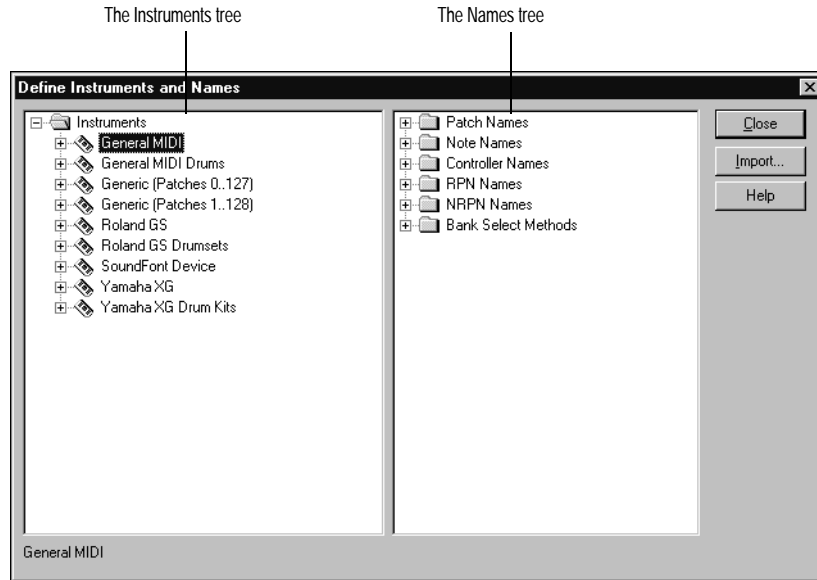 The Instruments tree
The Names tree
Define Instruments and Names
Instruments
General MIDI
General MIDI Drums
Generic (Patches 0..127)
Generic (Patches 1..128)
Roland GS
Roland GS Drumsets
SoundFont Device
Yamaha XG
Yamaha XG Drum Kits
Patch Names
Note Names
Controller Names
RPN Names
NRPN Names
Bank Select Methods
Close
Import...
Help
General MIDI